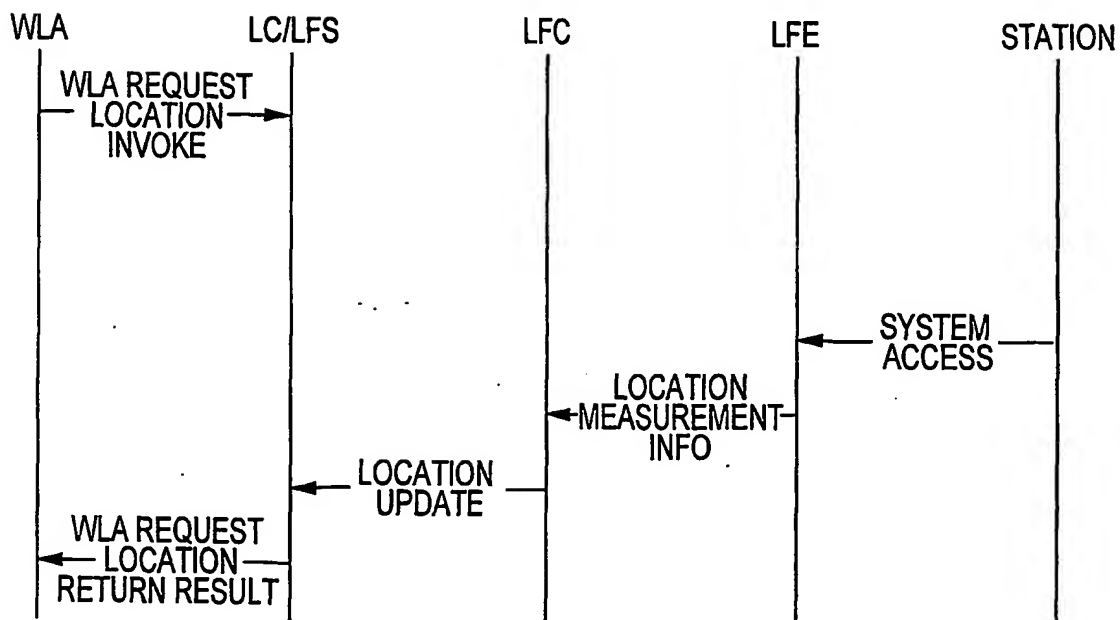 WLA
LC/LFS
LFC
LFE
STATION
WLA REQUEST
LOCATION
INVOKE
SYSTEM
ACCESS
LOCATION
MEASUREMENT
INFO
LOCATION
UPDATE
WLA REQUEST
LOCATION
RETURN RESULT